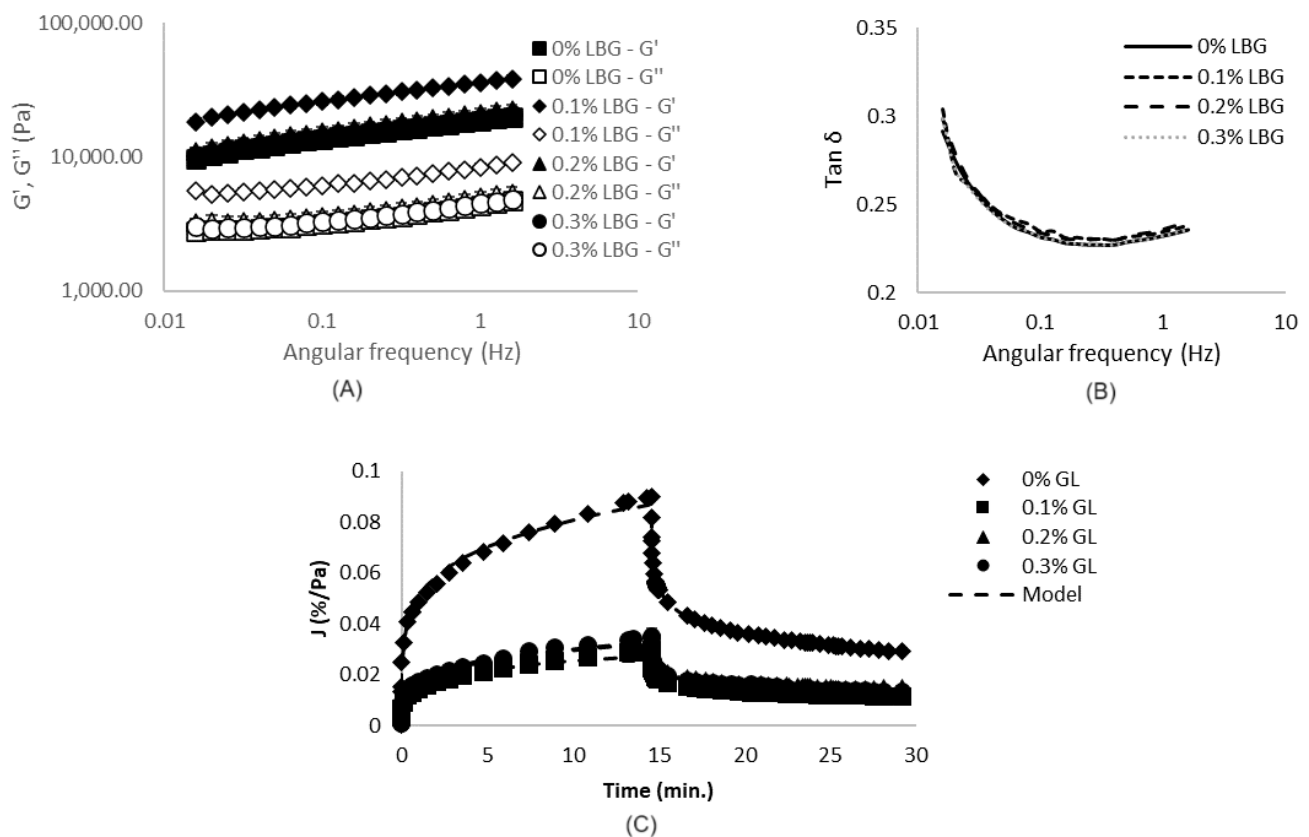 100,000.00
10,000.00
1,000.00
G', G'' (Pa)
0.01 0.1 1 10
Angular frequency (Hz)
0% LBG - G'
0% LBG - G''
0.1% LBG - G'
0.1% LBG - G''
0.2% LBG - G'
0.2% LBG - G''
0.3% LBG - G'
0.3% LBG - G''
(A)
0.35
0.3
0.25
0.2
Tan δ
0.01 0.1 1 10
Angular frequency (Hz)
0% LBG
0.1% LBG
0.2% LBG
0.3% LBG
(B)
0.1
0.08
0.06
0.04
0.02
0
J (%/Pa)
0 5 10 15 20 25 30
Time (min.)
0% GL
0.1% GL
0.2% GL
0.3% GL
Model
(C)